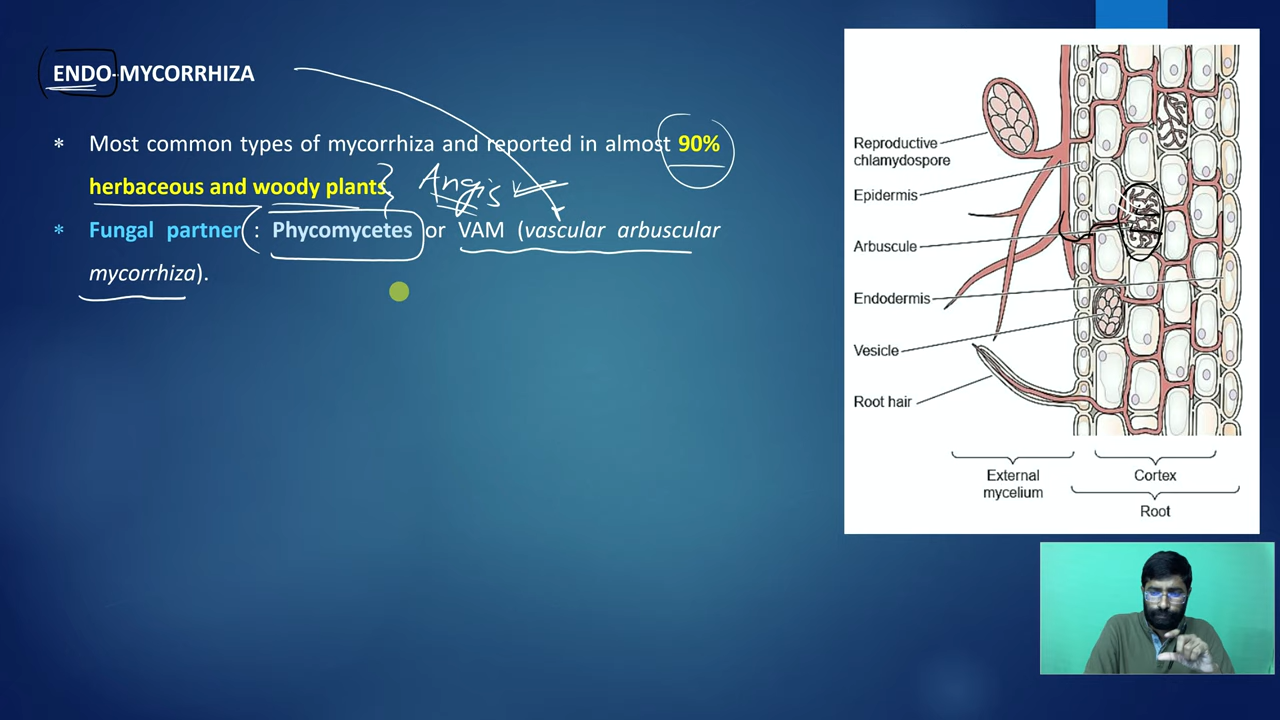 ENDO-MYCORRHIZA
* Most common types of mycorrhiza and reported in almost 90%
herbaceous and woody plants.
Angis
* Fungal partner : Phycomycetes or VAM (vascular arbuscular
mycorrhiza).
Reproductive
chlamydospore
Epidermis
Arbuscule
Endodermis
Vesicle
Root hair
External
mycelium
Cortex
Root